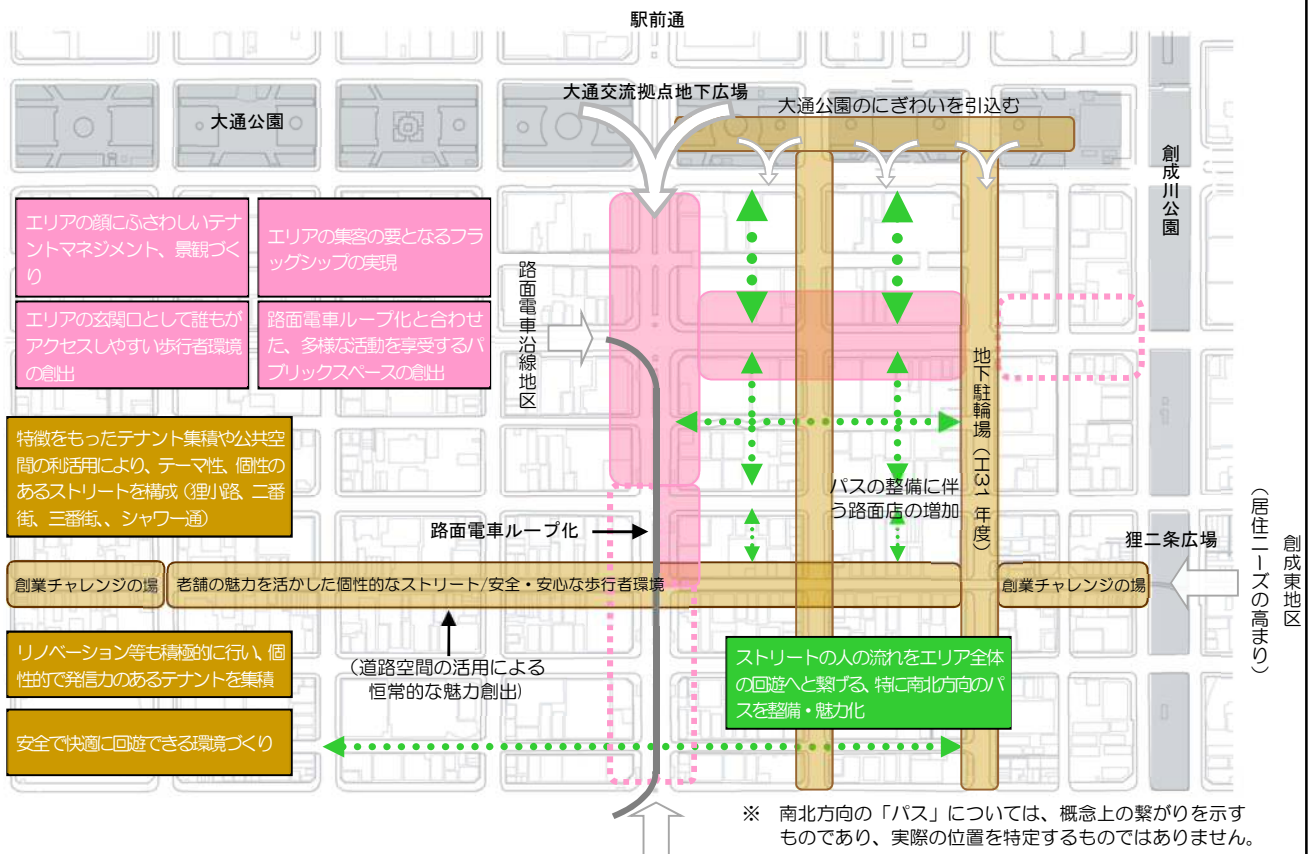 駅前通
大通交流拠点地下広場
大通公園のにぎわいを引込む
大通公園
創成川公園
エリアの顔にふさわしいテナ
ントマネジメント、景観づく
り
エリアの集客の要となるフラ
ッグシップの実現
エリアの玄関口として誰もが
アクセスしやすい歩行者環境
の創出
路面電車ループ化と合わせ
た、多様な活動を享受するパ
ブリックスペースの創出
路面電車沿線地区
地下駐輪場(H31年度)
特徴をもったテナント集積や公共空
間の利活用により、テーマ性、個性の
あるストリートを構成(狸小路、二番
街、三番街、、シャワー通)
パスの整備に伴
う路面店の増加
路面電車ループ化
狸二条広場
創成東地区
(居住ニーズの高まり)
創業チャレンジの場
老舗の魅力を活かした個性的なストリート/安全・安心な歩行者環境
創業チャレンジの場
リノベーション等も積極的に行い、個
性的で発信力のあるテナントを集積
(道路空間の活用による
恒常的な魅力創出)
ストリートの人の流れをエリア全体
の回遊へと繋げる、特に南北方向のパ
スを整備・魅力化
安全で快適に回遊できる環境づくり
※ 南北方向の「パス」については、概念上の繋がりを示す
ものであり、実際の位置を特定するものではありません。